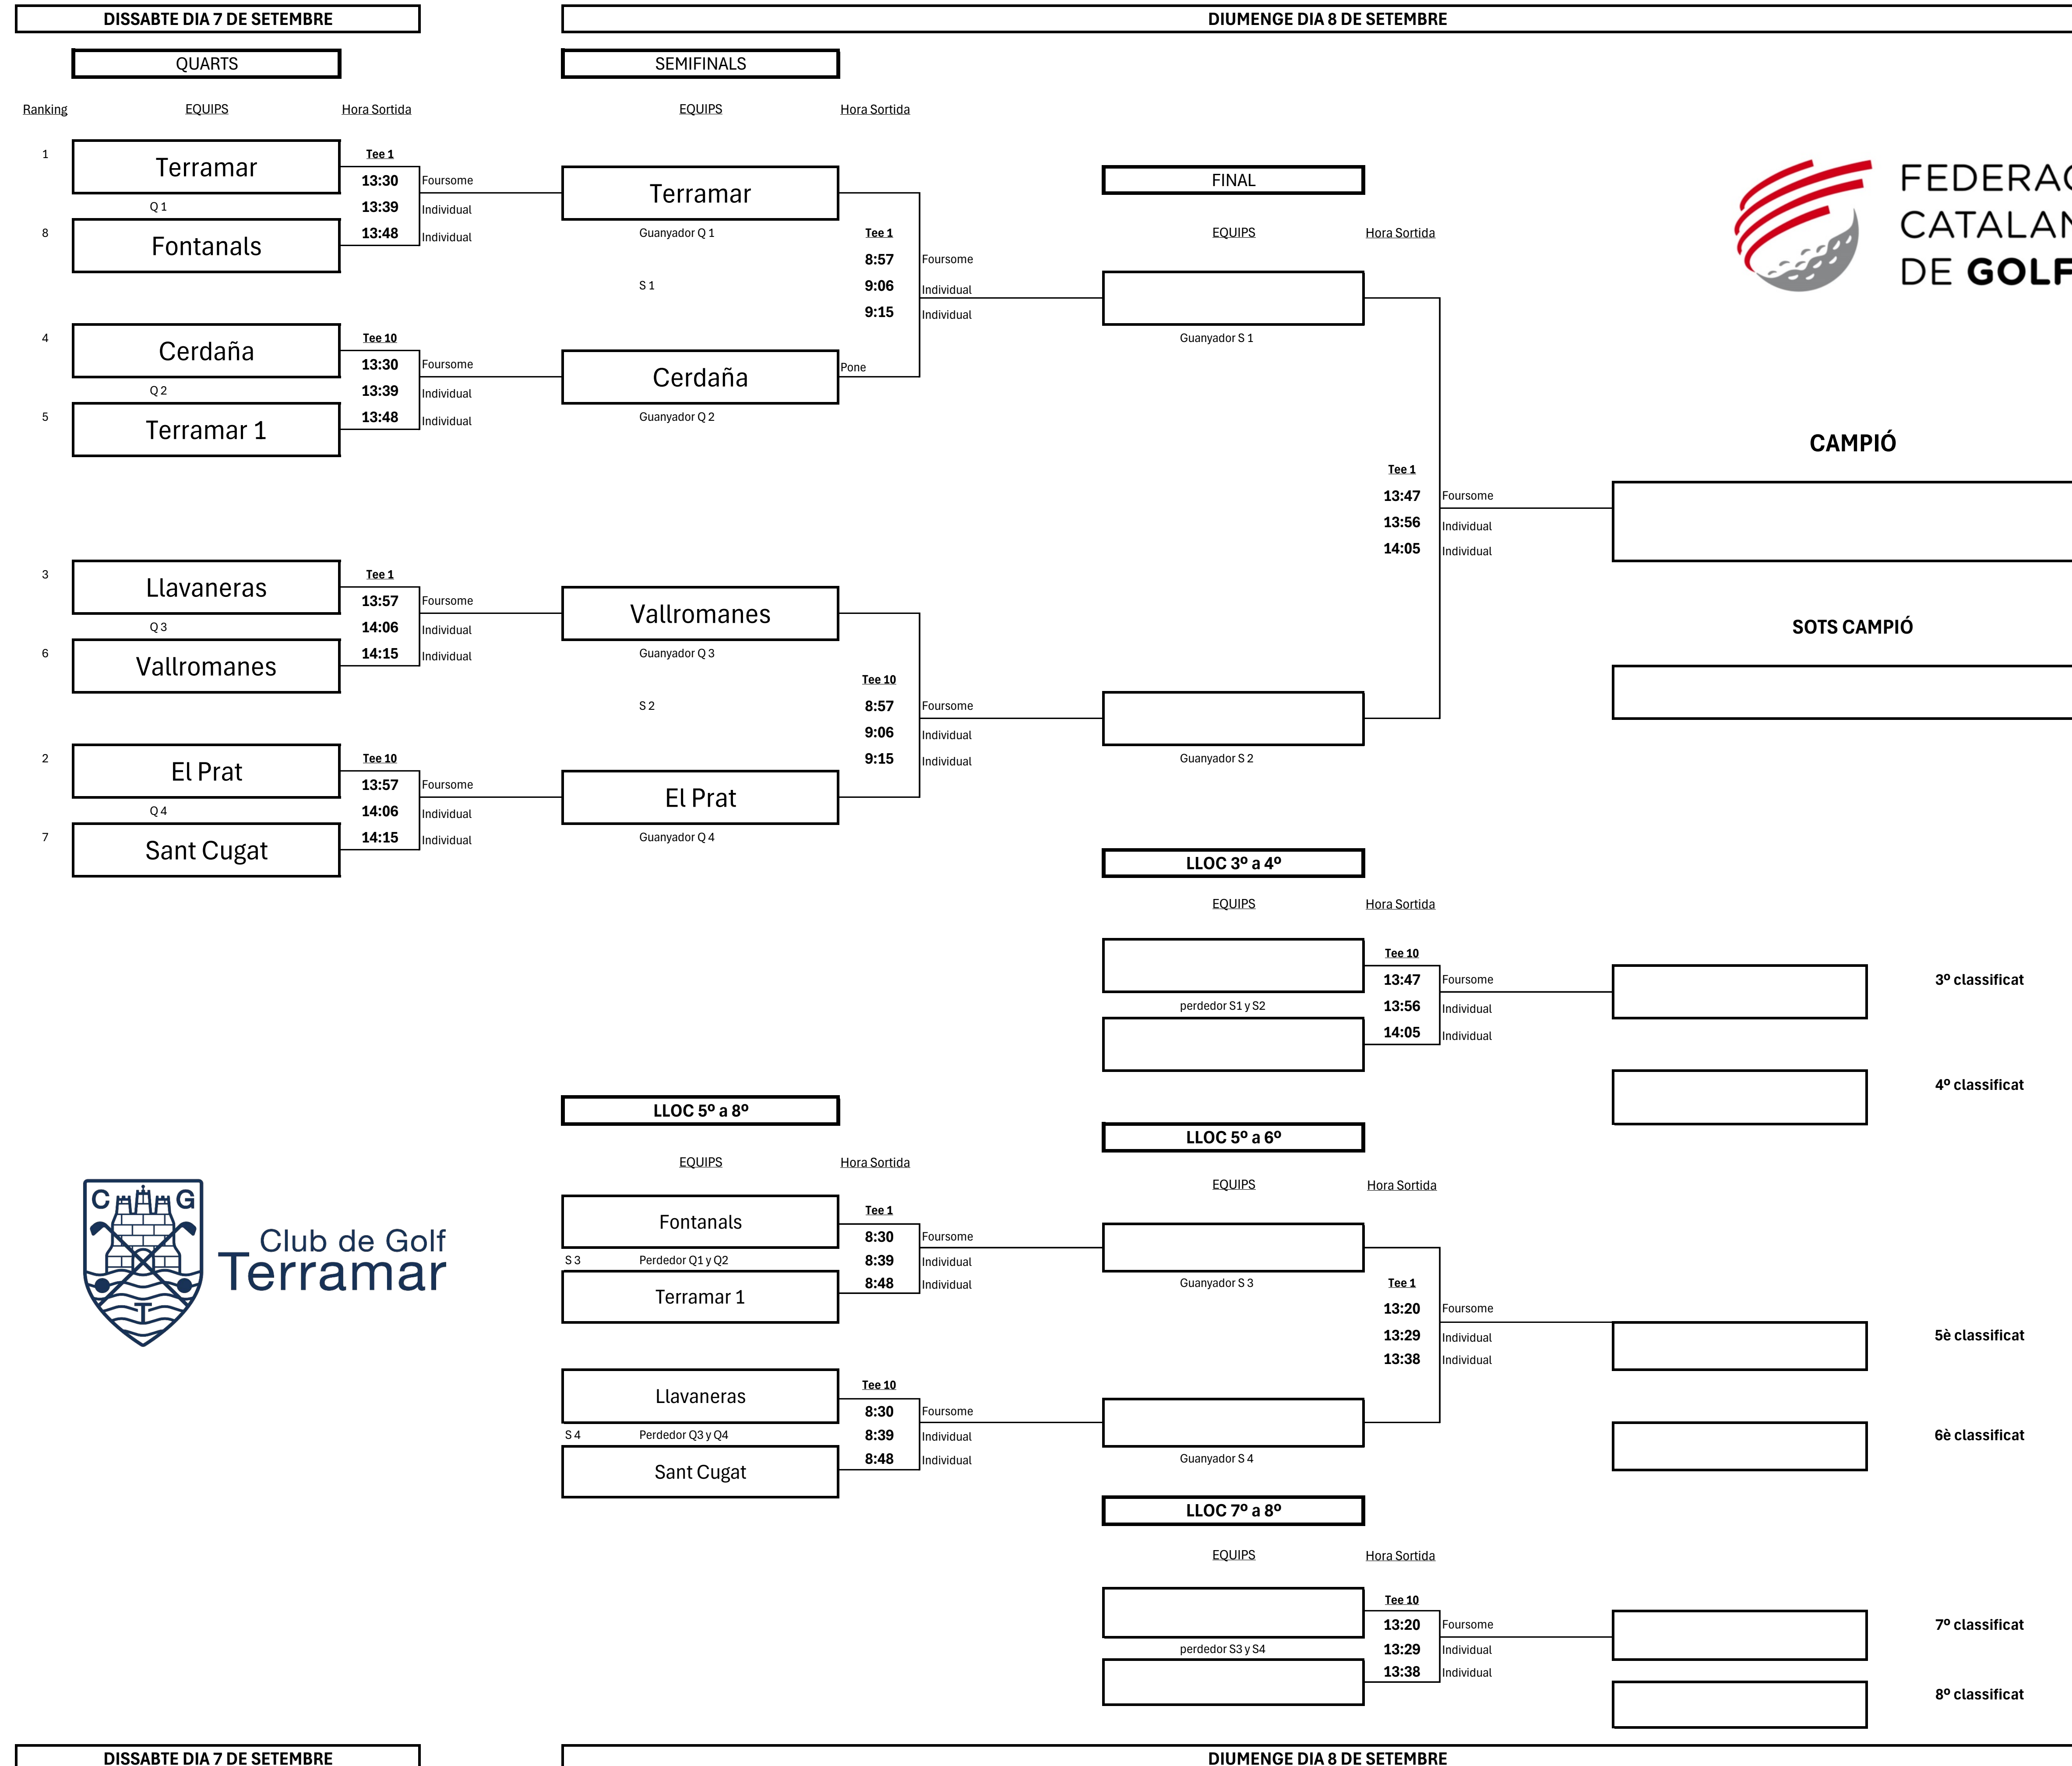 DISSABTE DIA 7 DE SETEMBRE
DIUMENGE DIA 8 DE SETEMBRE
QUARTS
SEMIFINALS
Ranking EQUIPS Hora Sortida
EQUIPS Hora Sortida
1 Terramar Tee 1
13:30 Foursome
Q 1 13:39 Individual
8 Fontanals 13:48 Individual
Terramar
Guanyador Q 1
Tee 1
8:57 Foursome
S 1 9:06 Individual
9:15 Individual
4 Cerdaña Tee 10
13:30 Foursome
Q 2 13:39 Individual
5 Terramar 1 13:48 Individual
Cerdaña Pone
Guanyador Q 2
FINAL
EQUIPS Hora Sortida
Guanyador S 1
FEDERAC
CATALAN
DE GOLF
CAMPIÓ
Tee 1
13:47 Foursome
13:56 Individual
14:05 Individual
SOTS CAMPIÓ
3 Llavaneras Tee 1
13:57 Foursome
Q 3 14:06 Individual
6 Vallromanes 14:15 Individual
Vallromanes
Guanyador Q 3
Tee 10
S 2 8:57 Foursome
9:06 Individual
9:15 Individual
Guanyador S 2
2 El Prat Tee 10
13:57 Foursome
Q 4 14:06 Individual
7 Sant Cugat 14:15 Individual
El Prat
Guanyador Q 4
LLOC 3º a 4º
EQUIPS Hora Sortida
Tee 10
13:47 Foursome
perdedor S1 y S2 13:56 Individual
14:05 Individual
3º classificat
4º classificat
LLOC 5º a 8º
EQUIPS Hora Sortida
Fontanals Tee 1
8:30 Foursome
S 3 Perdedor Q1 y Q2 8:39 Individual
Terramar 1 8:48 Individual
Llavaneras Tee 10
8:30 Foursome
S 4 Perdedor Q3 y Q4 8:39 Individual
Sant Cugat 8:48 Individual
C G
T
Club de Golf
Terramar
LLOC 5º a 6º
EQUIPS Hora Sortida
Guanyador S 3 Tee 1
13:20 Foursome
13:29 Individual
13:38 Individual
Guanyador S 4
5è classificat
6è classificat
LLOC 7º a 8º
EQUIPS Hora Sortida
Tee 10
13:20 Foursome
perdedor S3 y S4 13:29 Individual
13:38 Individual
7º classificat
8º classificat
DISSABTE DIA 7 DE SETEMBRE
DIUMENGE DIA 8 DE SETEMBRE